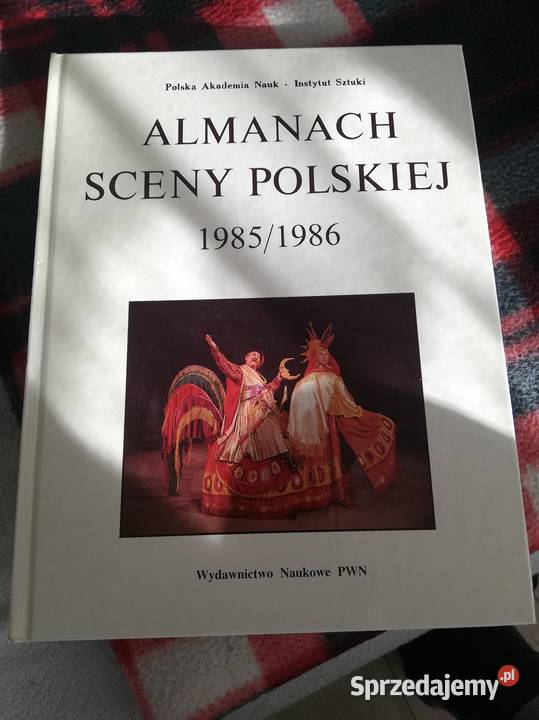 Polska Akademia Nauk · Instytut Sztuki
ALMANACH
SCENY POLSKIEJ
1985/1986
Wydawnictwo Naukowe PWN
Sprzedajemy.pl